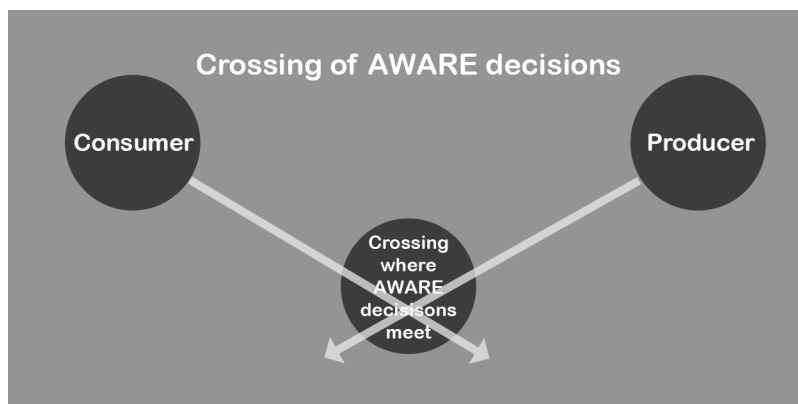 Crossing of AWARE decisions
Consumer
Producer
Crossing
where
AWARE
decisisons
meet